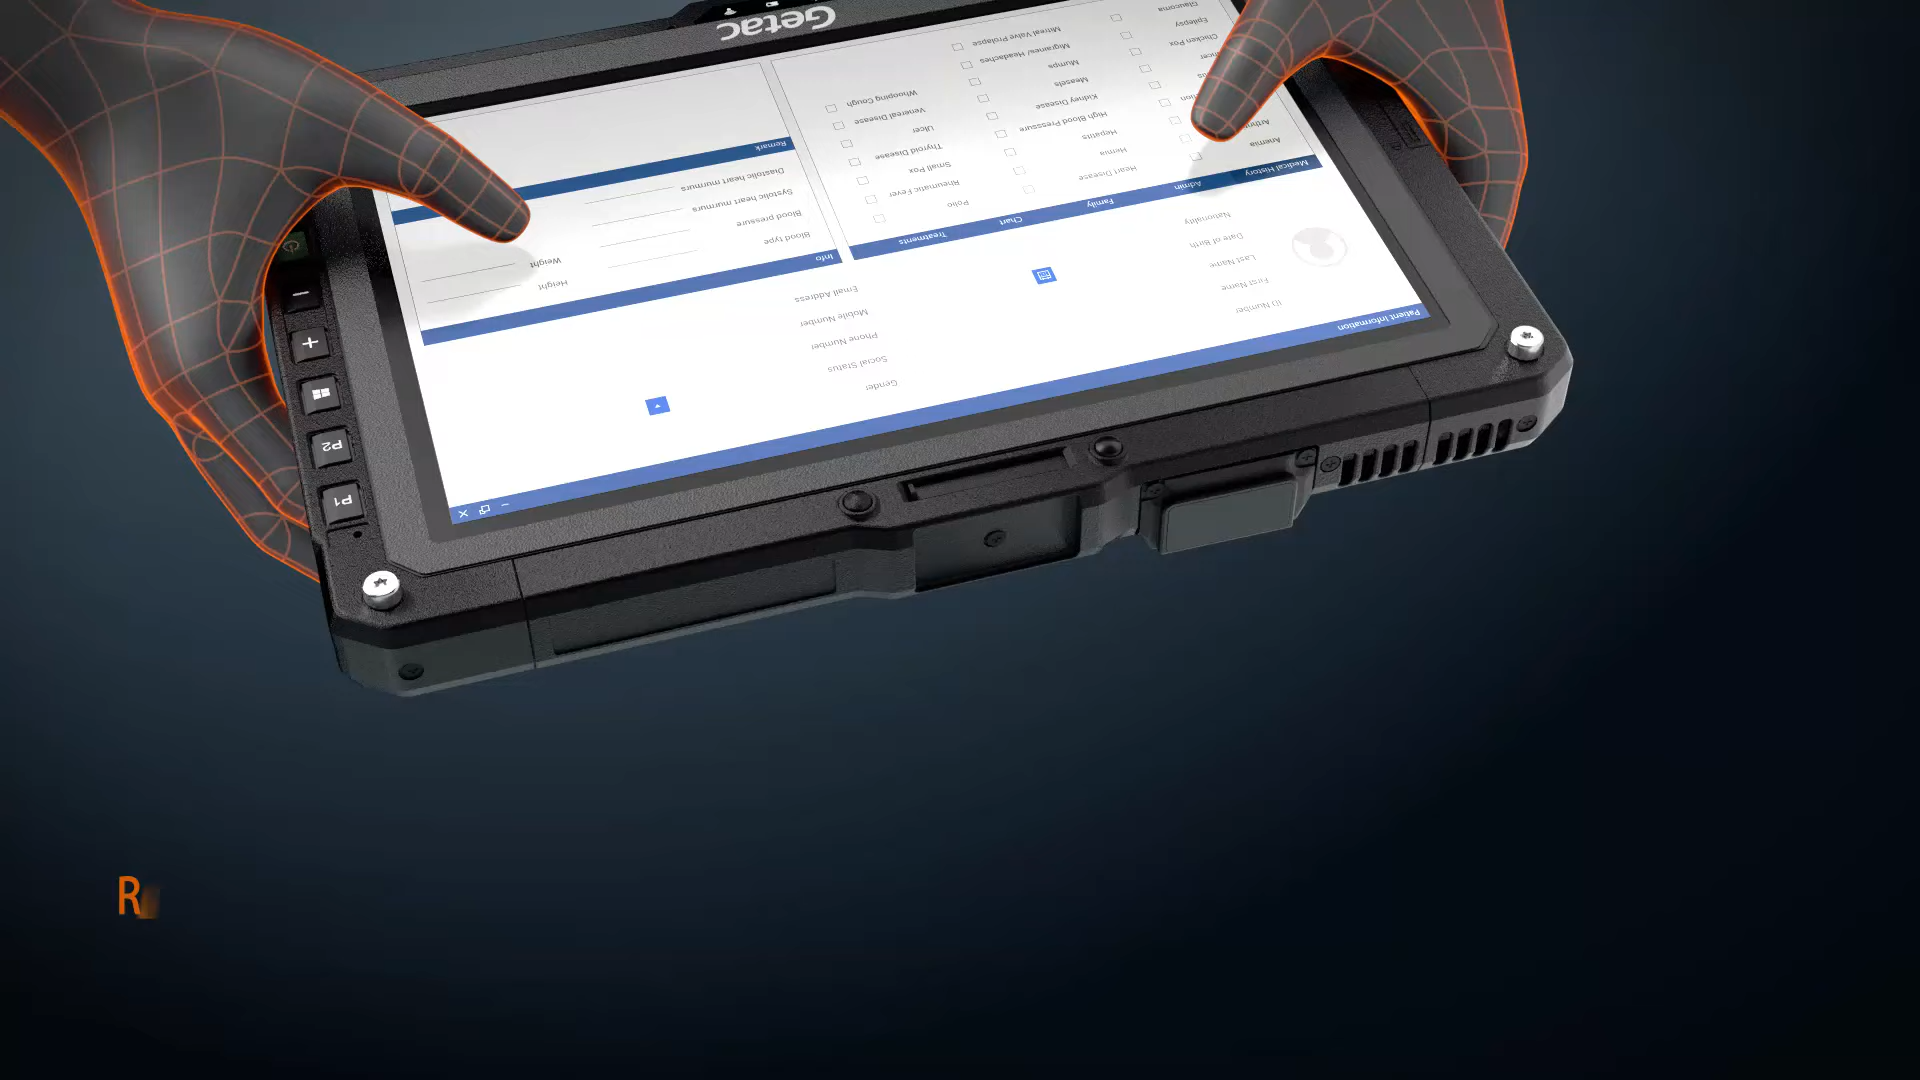 Getac
Patient Information
ID Number
First Name
Last Name
Date of Birth
Nationality
Gender
Social Status
Phone Number
Mobile Number
Email Address
Medical History
Admin
Family
Chart
Treatments
Anemia
Cancer
Chicken Pox
Epilepsy
Glaucoma
Heart Disease
Hernia
Hepatitis
High Blood Presssure
Kidney Disease
Measels
Mumps
Migraines/ Headaches
Mitreal Valve Prolapse
Polio
Rheumatic Fever
Small Pox
Thyroid Disease
Ulcer
Venereal Disease
Whooping Cough
Info
Height
Weight
Blood type
Blood pressure
Systolic heart murmurs
Diastolic heart murmurs
Remark
P1
P2
+
−
R